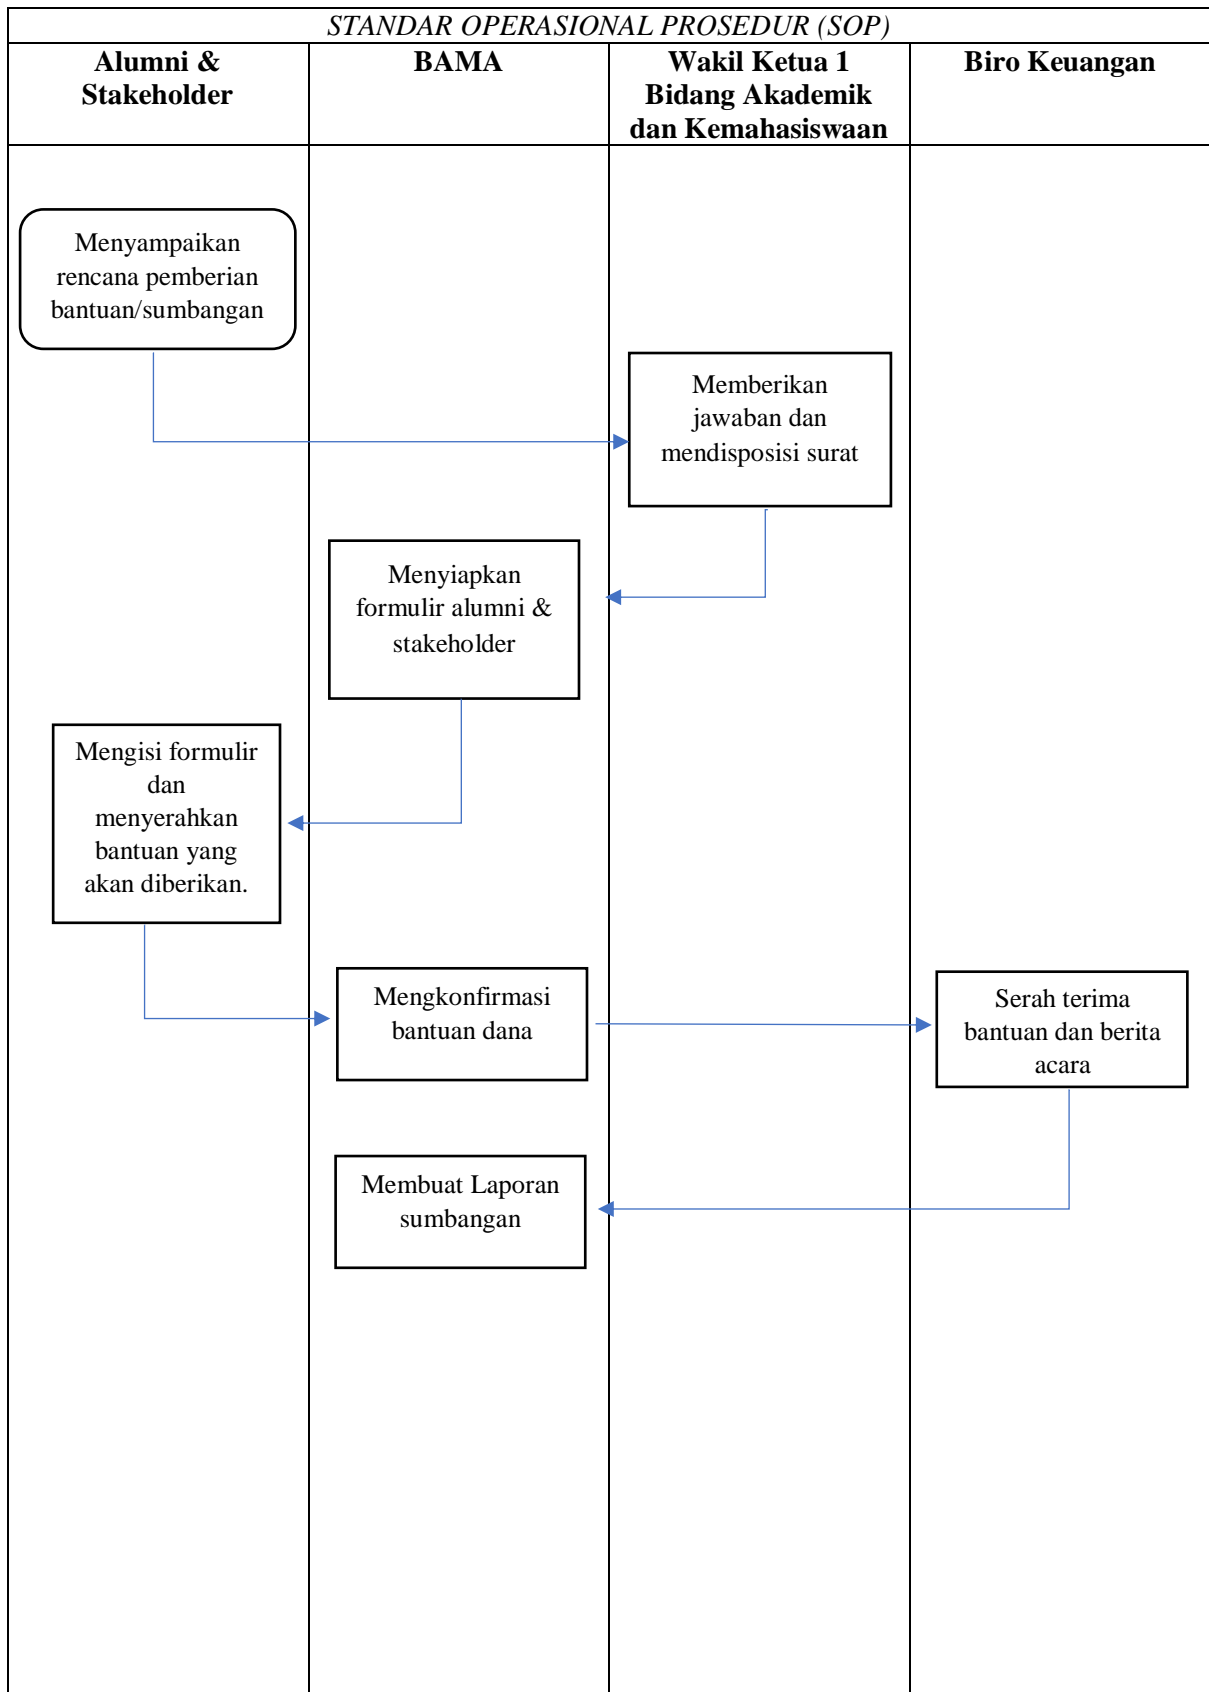 STANDAR OPERASIONAL PROSEDUR (SOP)
Alumni &
Stakeholder
BAMA
Wakil Ketua 1
Bidang Akademik
dan Kemahasiswaan
Biro Keuangan
Menyampaikan
rencana pemberian
bantuan/sumbangan
Memberikan
jawaban dan
mendisposisi surat
Menyiapkan
formulir alumni &
stakeholder
Mengisi formulir
dan
menyerahkan
bantuan yang
akan diberikan.
Mengkonfirmasi
bantuan dana
Serah terima
bantuan dan berita
acara
Membuat Laporan
sumbangan